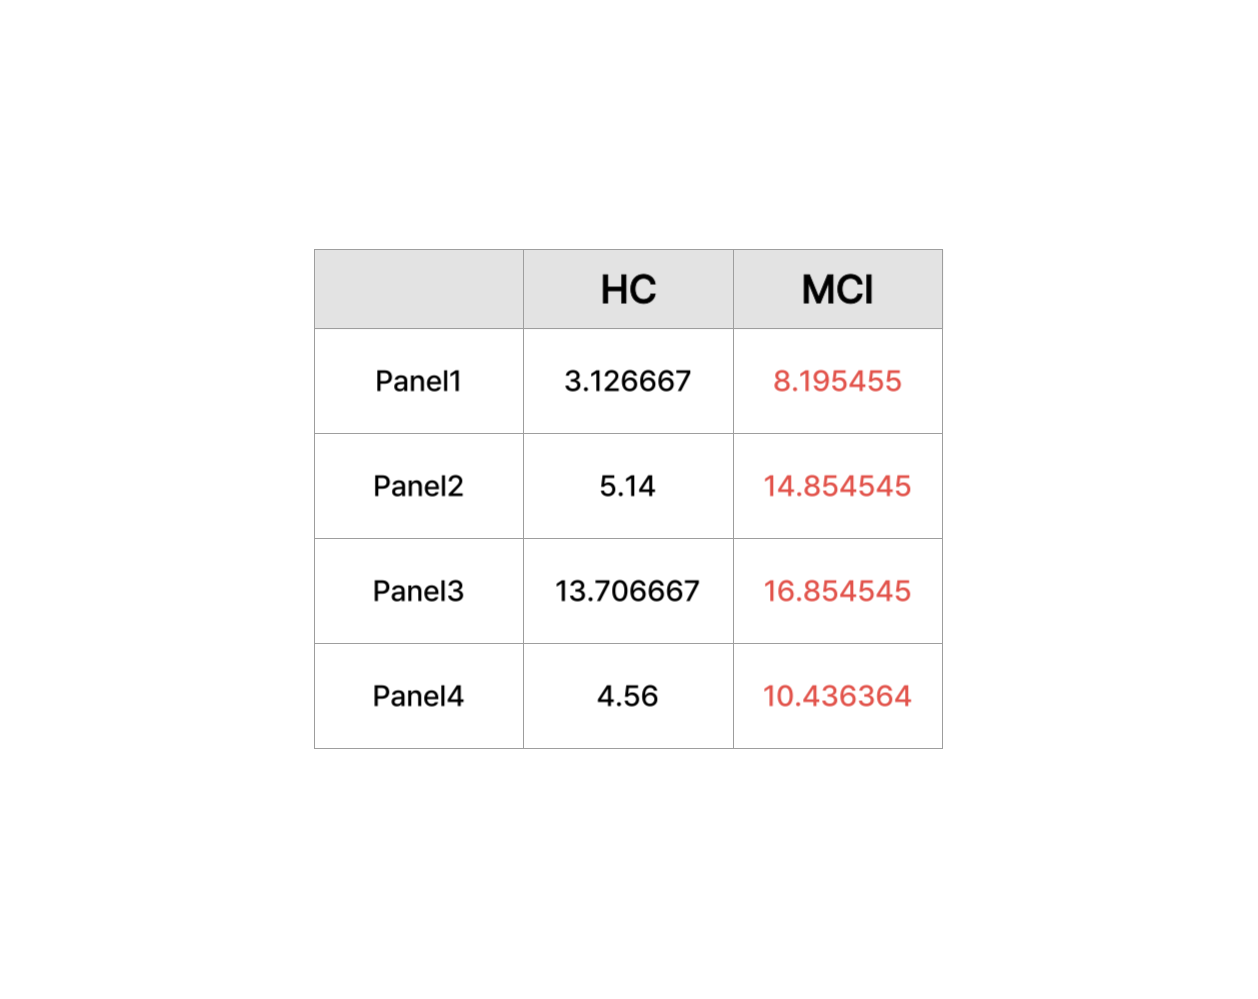 HC MCI
Panel1 3.126667 8.195455
Panel2 5.14 14.854545
Panel3 13.706667 16.854545
Panel4 4.56 10.436364